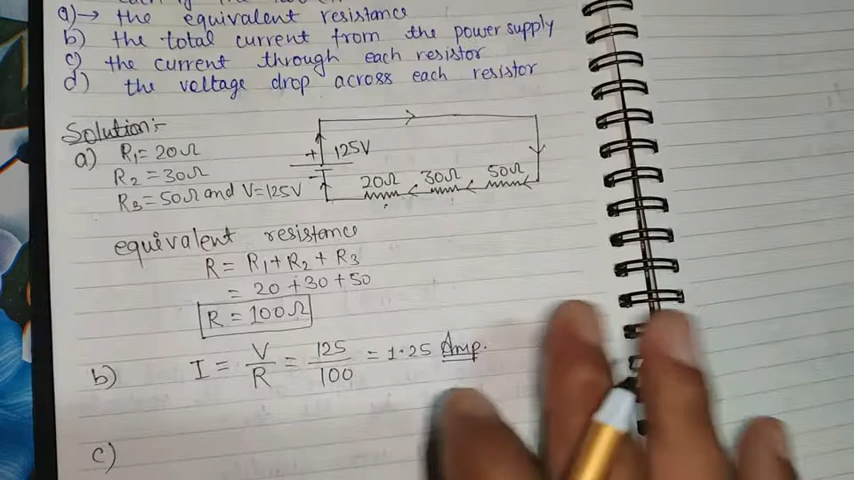 a)→ the equivalent resistance
b) the total current from the power supply
c) the current through each resistor
d) the voltage drop across each resistor
Solution:-
a) R₁ = 20Ω
R₂ = 30Ω
R₃ = 50Ω and V = 125V
+ 125V
-
20Ω 30Ω 50Ω
equivalent resistance
R = R₁ + R₂ + R₃
= 20 + 30 + 50
R = 100Ω
b) I = V/R = 125/100 = 1.25 Amp.
c)